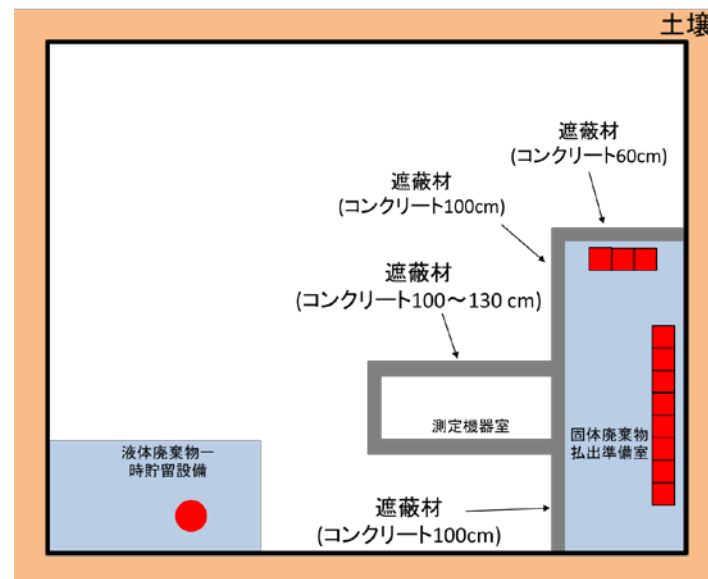 土壌
遮蔽材
(コンクリート60cm)
遮蔽材
(コンクリート100cm)
遮蔽材
(コンクリート100～130 cm)
測定機器室
固体廃棄物
払出準備室
液体廃棄物一
時貯留設備
遮蔽材
(コンクリート100cm)